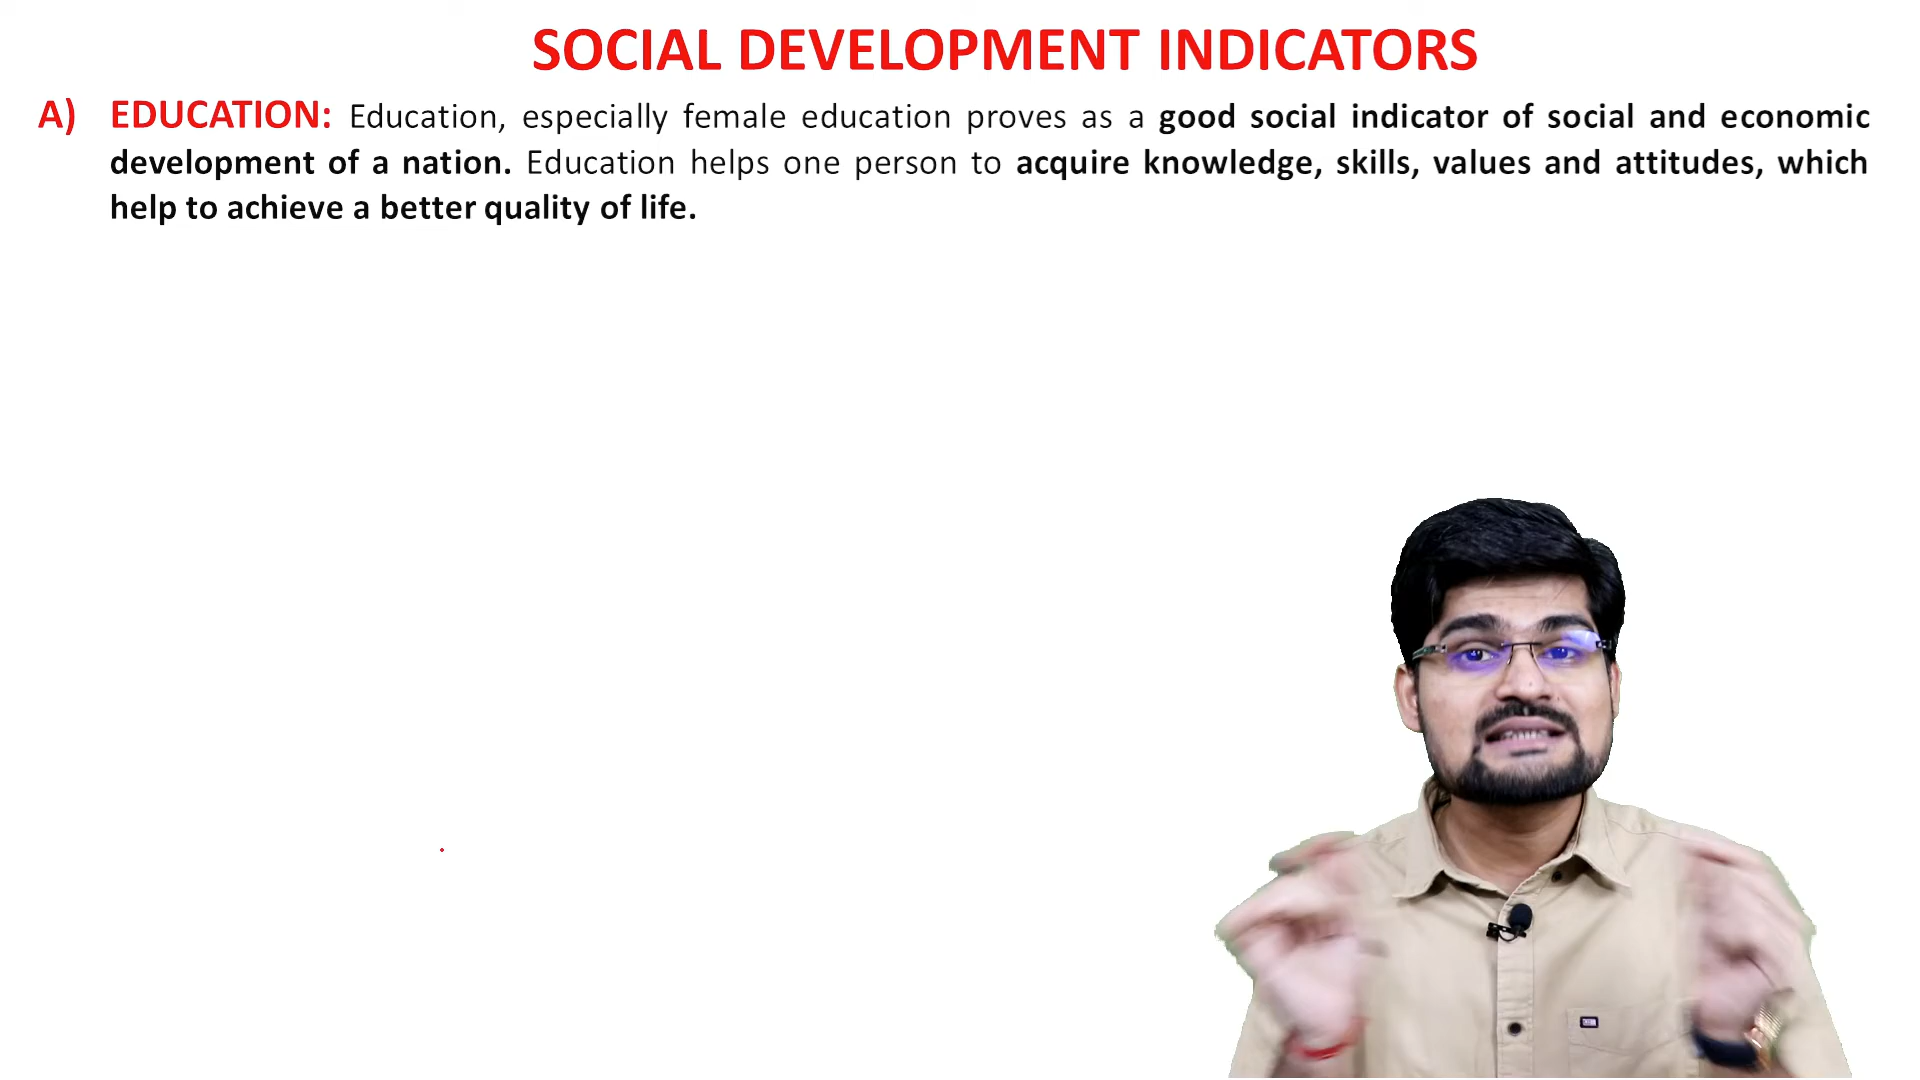 SOCIAL DEVELOPMENT INDICATORS
A) EDUCATION: Education, especially female education proves as a good social indicator of social and economic
development of a nation. Education helps one person to acquire knowledge, skills, values and attitudes, which
help to achieve a better quality of life.